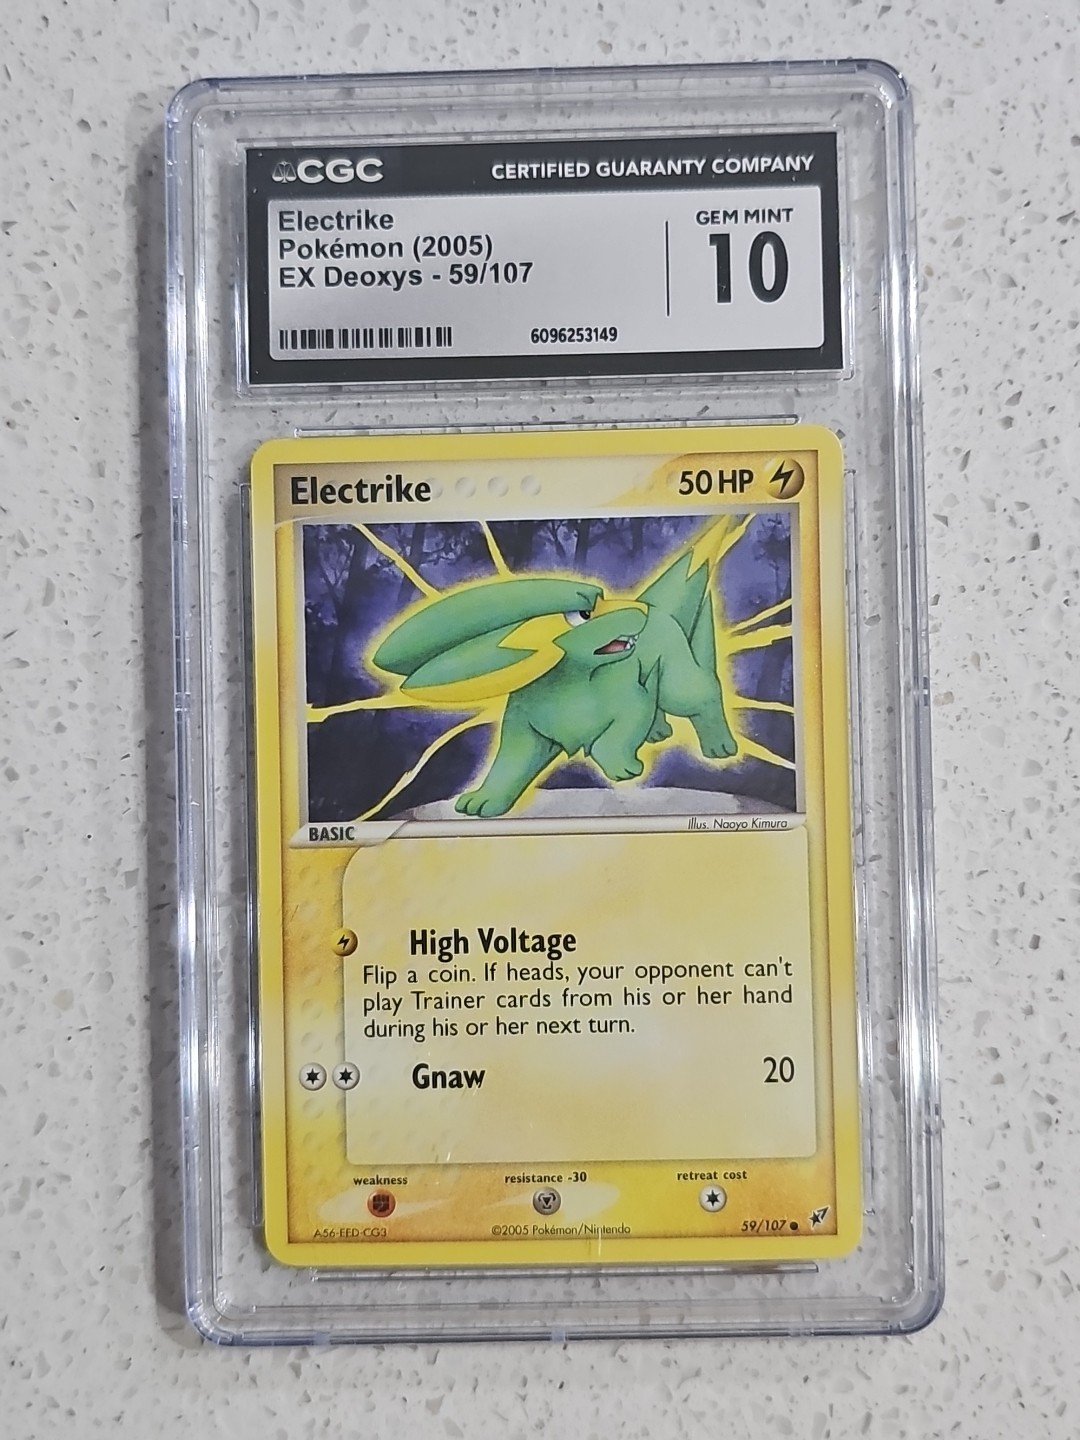 CGC CERTIFIED GUARANTY COMPANY
Electrike
Pokémon (2005)
EX Deoxys - 59/107
GEM MINT
10
6096253149
Electrike 50 HP
BASIC
Illus. Naoyo Kimura
High Voltage
Flip a coin. If heads, your opponent can't
play Trainer cards from his or her hand
during his or her next turn.
Gnaw 20
weakness resistance -30 retreat cost
A56-EED-CG3 ©2005 Pokémon/Nintendo 59/107